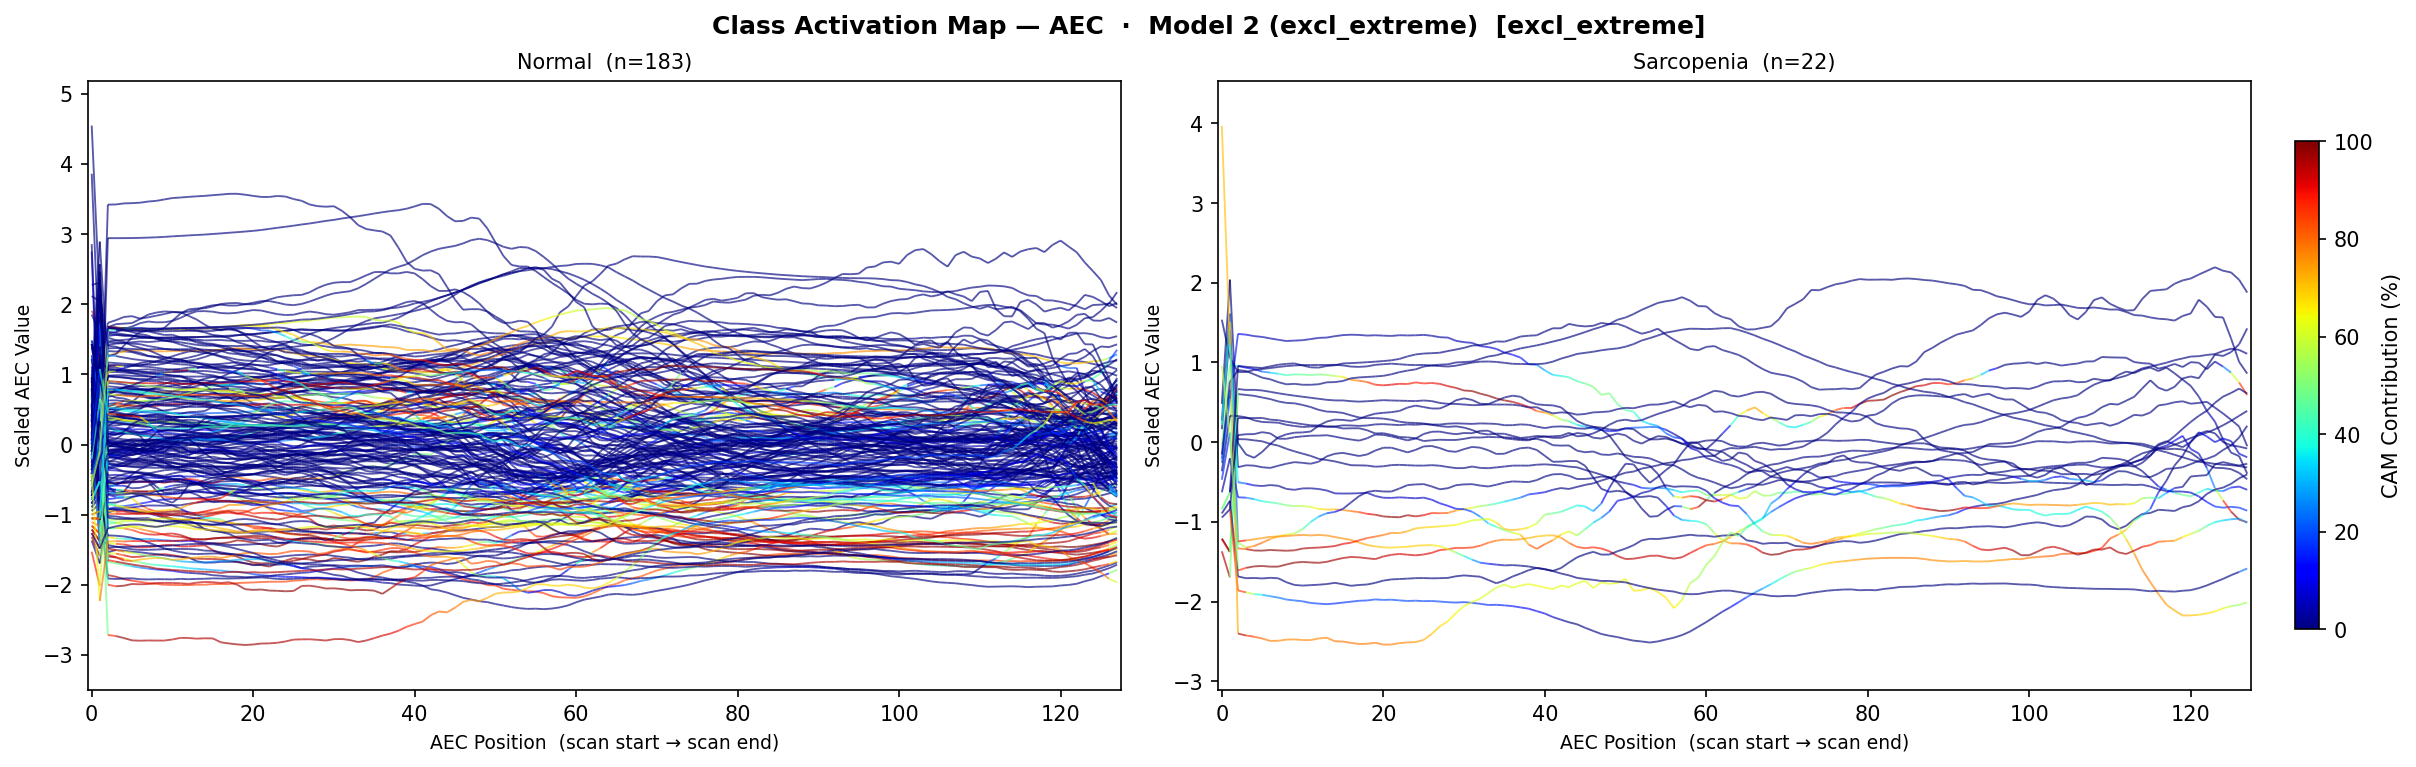 Class Activation Map — AEC · Model 2 (excl_extreme) [excl_extreme]
Normal (n=183)
5
4
3
2
1
0
−1
−2
−3
Scaled AEC Value
0 20 40 60 80 100 120
AEC Position (scan start → scan end)
Sarcopenia (n=22)
4
3
2
1
0
−1
−2
−3
Scaled AEC Value
0 20 40 60 80 100 120
AEC Position (scan start → scan end)
100
80
60
40
20
0
CAM Contribution (%)